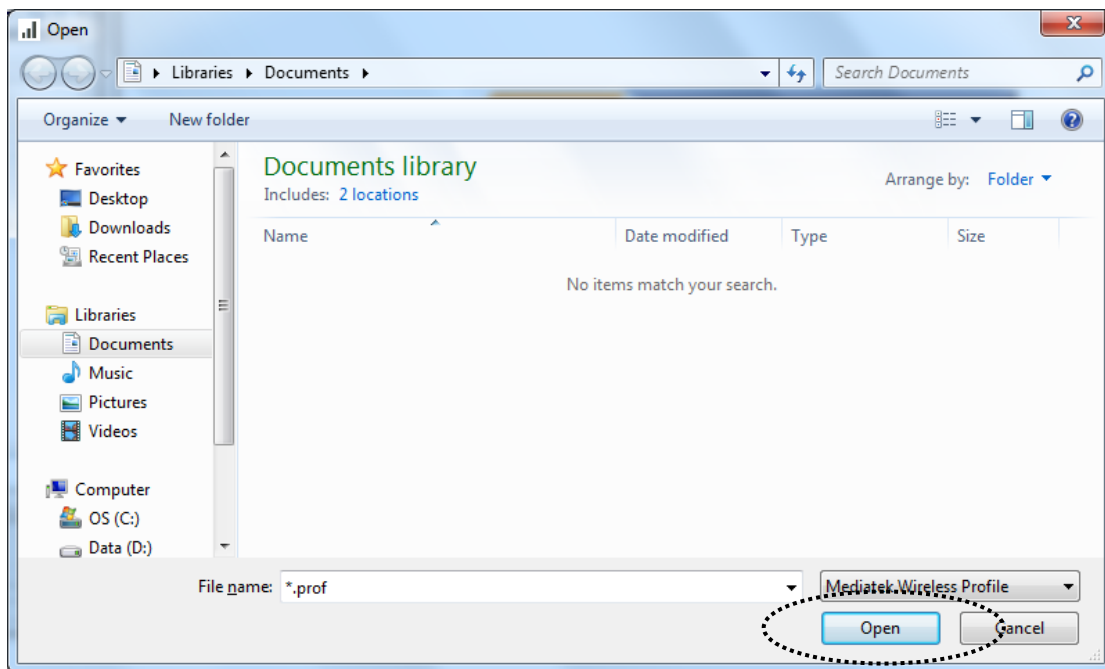 Open
Libraries Documents
Search Documents
Organize New folder
Favorites
Desktop
Downloads
Recent Places
Libraries
Documents
Music
Pictures
Videos
Computer
OS (C:)
Data (D:)
Documents library
Includes: 2 locations
Arrange by: Folder
Name Date modified Type Size
No items match your search.
File name: *.prof
Mediatek Wireless Profile
Open Cancel